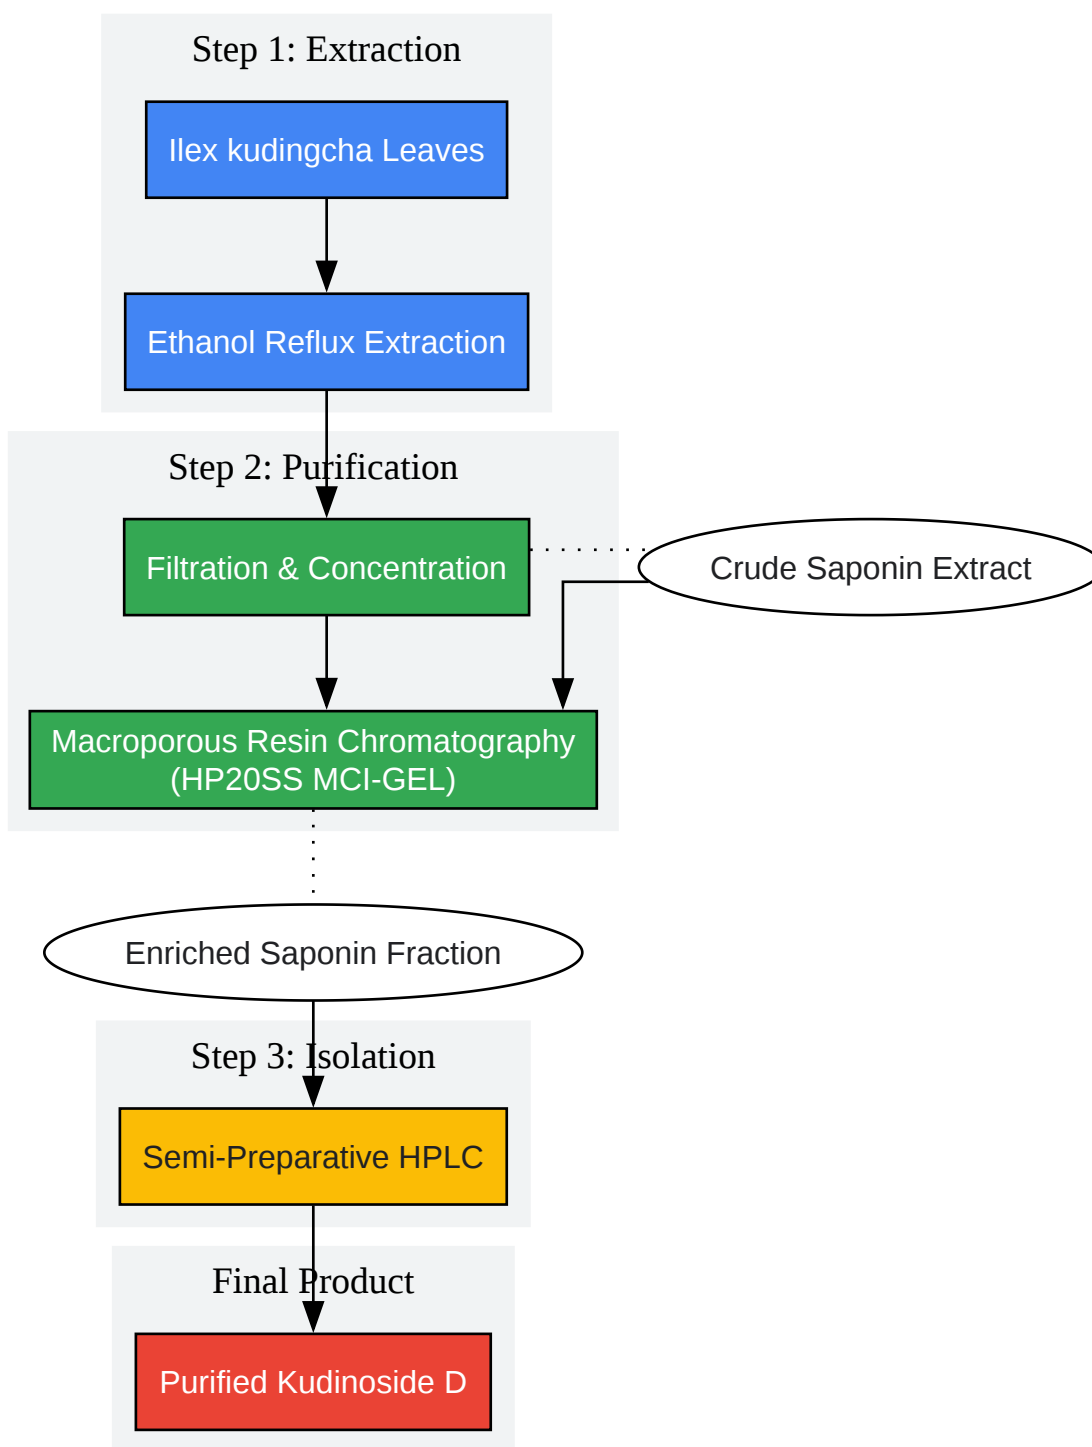 Step 1: Extraction
Ilex kudingcha Leaves
Ethanol Reflux Extraction
Step 2: Purification
Filtration & Concentration
Crude Saponin Extract
Macroporous Resin Chromatography
(HP20SS MCI-GEL)
Enriched Saponin Fraction
Step 3: Isolation
Semi-Preparative HPLC
Final Product
Purified Kudinoside D